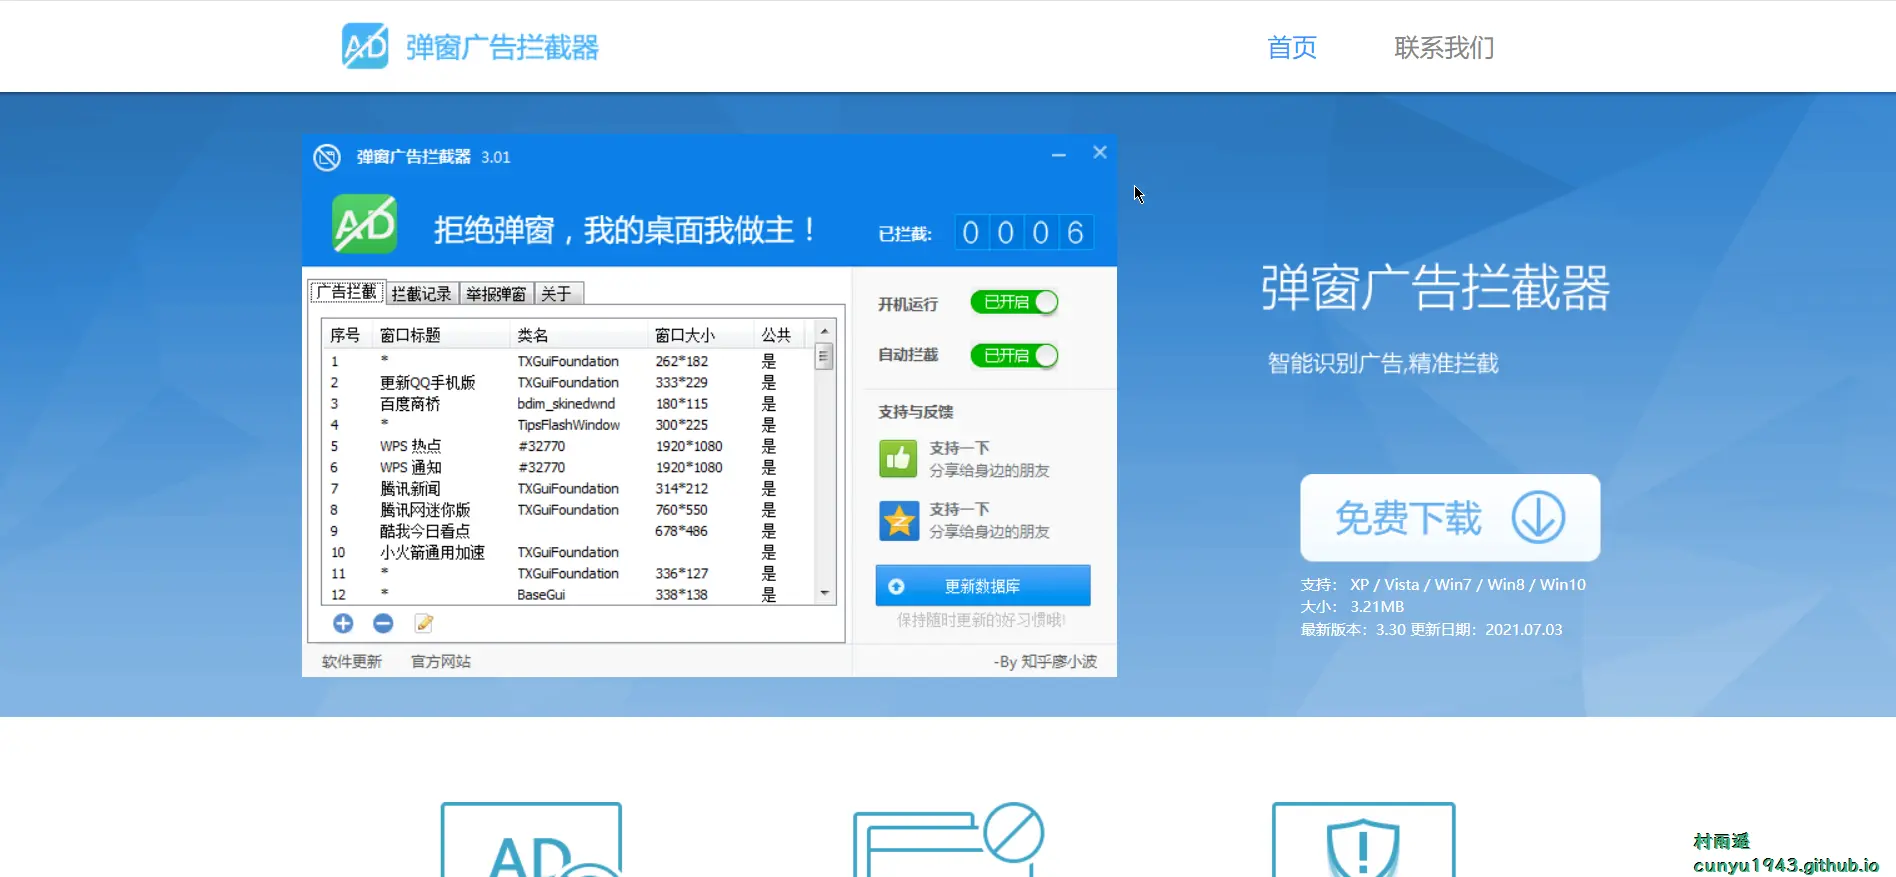 AD 弹窗广告拦截器 首页 联系我们
弹窗广告拦截器 3.01
AD 拒绝弹窗，我的桌面我做主！ 已拦截: 0 0 0 6
广告拦截 拦截记录 举报弹窗 关于
序号 窗口标题 类名 窗口大小 公共
1 * TXGuiFoundation 262*182 是
2 更新QQ手机版 TXGuiFoundation 333*229 是
3 百度商桥 bdim_skinedwnd 180*115 是
4 * TipsFlashWindow 300*225 是
5 WPS 热点 #32770 1920*1080 是
6 WPS 通知 #32770 1920*1080 是
7 腾讯新闻 TXGuiFoundation 314*212 是
8 腾讯网迷你版 TXGuiFoundation 760*550 是
9 酷我今日看点 678*486 是
10 小火箭通用加速 TXGuiFoundation 是
11 * TXGuiFoundation 336*127 是
12 * BaseGui 338*138 是
软件更新 官方网站
开机运行 已开启
自动拦截 已开启
支持与反馈
支持一下
分享给身边的朋友
支持一下
分享给身边的朋友
更新数据库
保持随时更新的好习惯哦!
-By 知乎廖小波
弹窗广告拦截器
智能识别广告,精准拦截
免费下载
支持： XP / Vista / Win7 / Win8 / Win10
大小： 3.21MB
最新版本：3.30 更新日期：2021.07.03
AD
村雨遥
cunyu1943.github.io